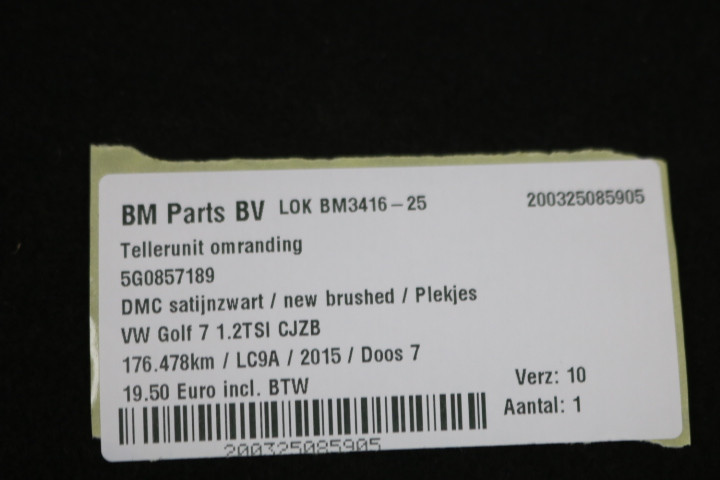 BM Parts BV LOK BM3416-25 200325085905
Tellerunit omranding
5G0857189
DMC satijnzwart / new brushed / Plekjes
VW Golf 7 1.2TSI CJZB
176.478km / LC9A / 2015 / Doos 7
19.50 Euro incl. BTW Verz: 10
Aantal: 1
200325085905